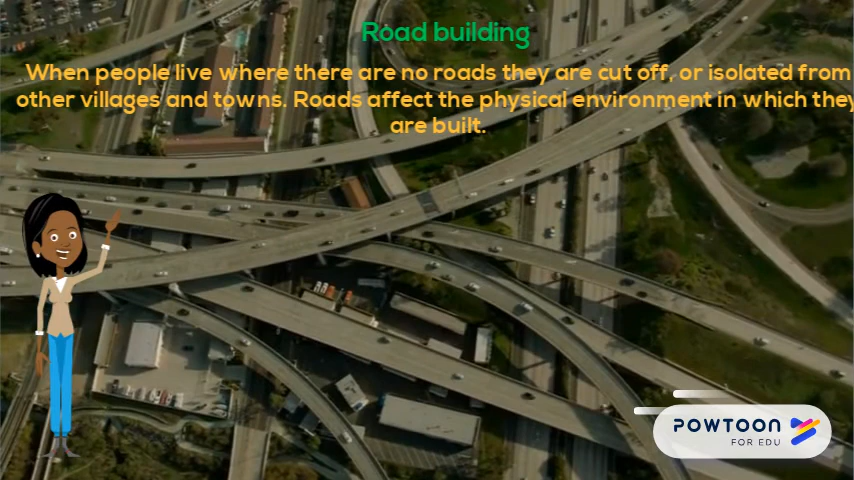 Road building
When people live where there are no roads they are cut off, or isolated from
other villages and towns. Roads affect the physical environment in which they
are built.
POWTOON
FOR EDU